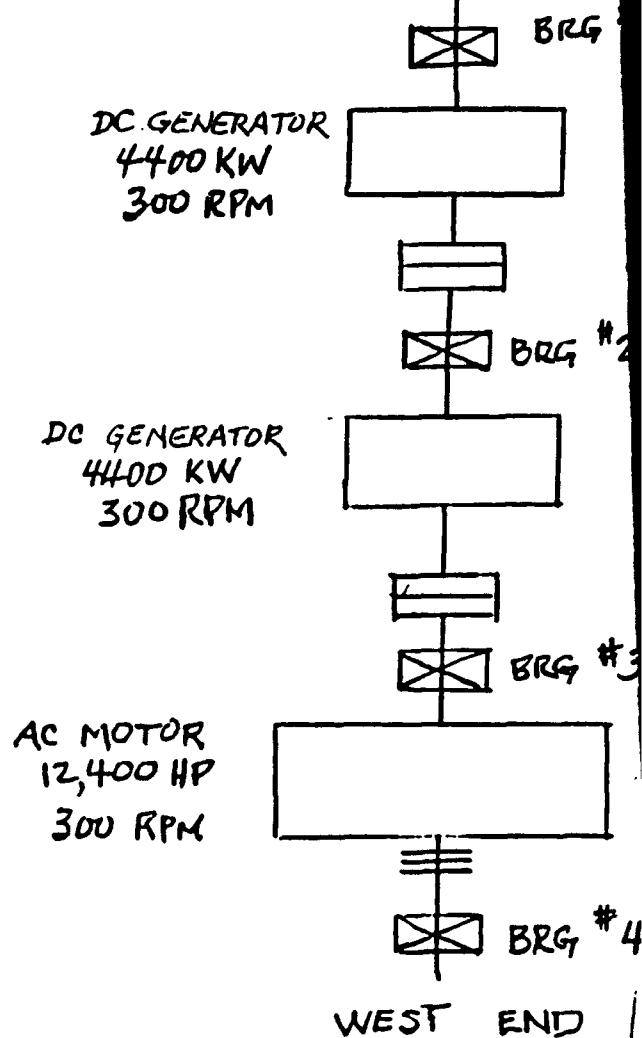 BRG
DC GENERATOR
4400 KW
300 RPM
BRG #2
DC GENERATOR
4400 KW
300 RPM
BRG #3
AC MOTOR
12,400 HP
300 RPM
BRG #4
WEST END